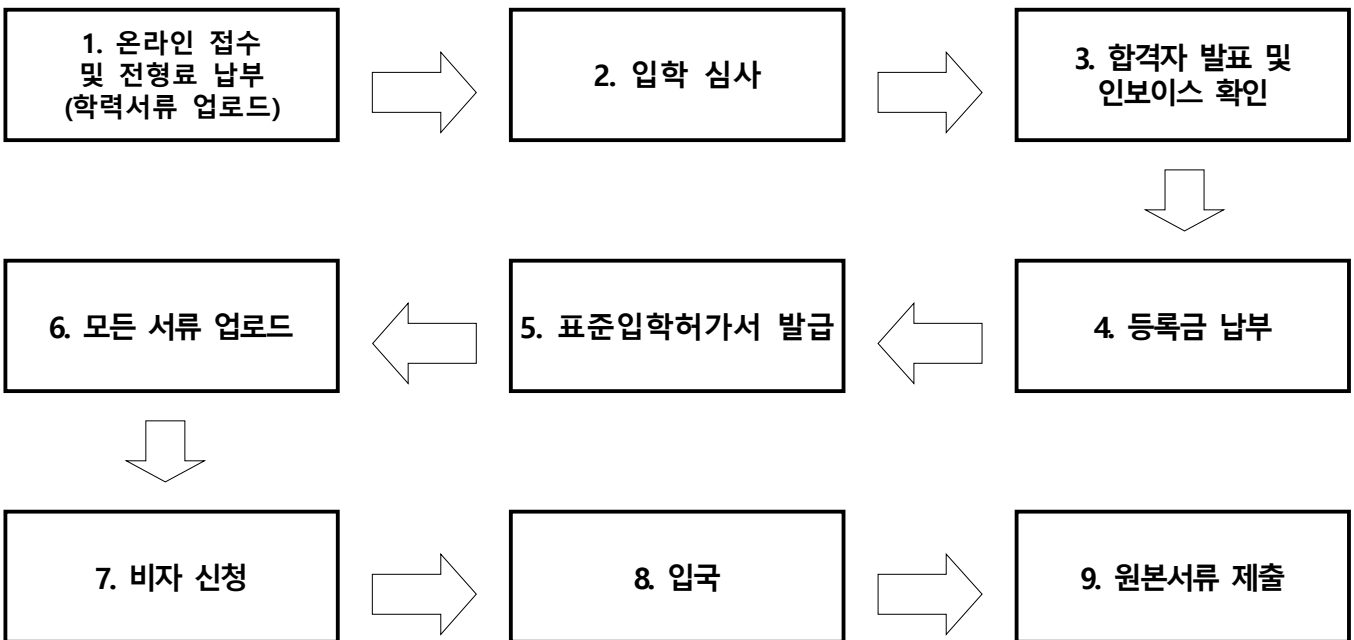 1. 온라인 접수
및 전형료 납부
(학력서류 업로드)
2. 입학 심사
3. 합격자 발표 및
인보이스 확인
4. 등록금 납부
5. 표준입학허가서 발급
6. 모든 서류 업로드
7. 비자 신청
8. 입국
9. 원본서류 제출